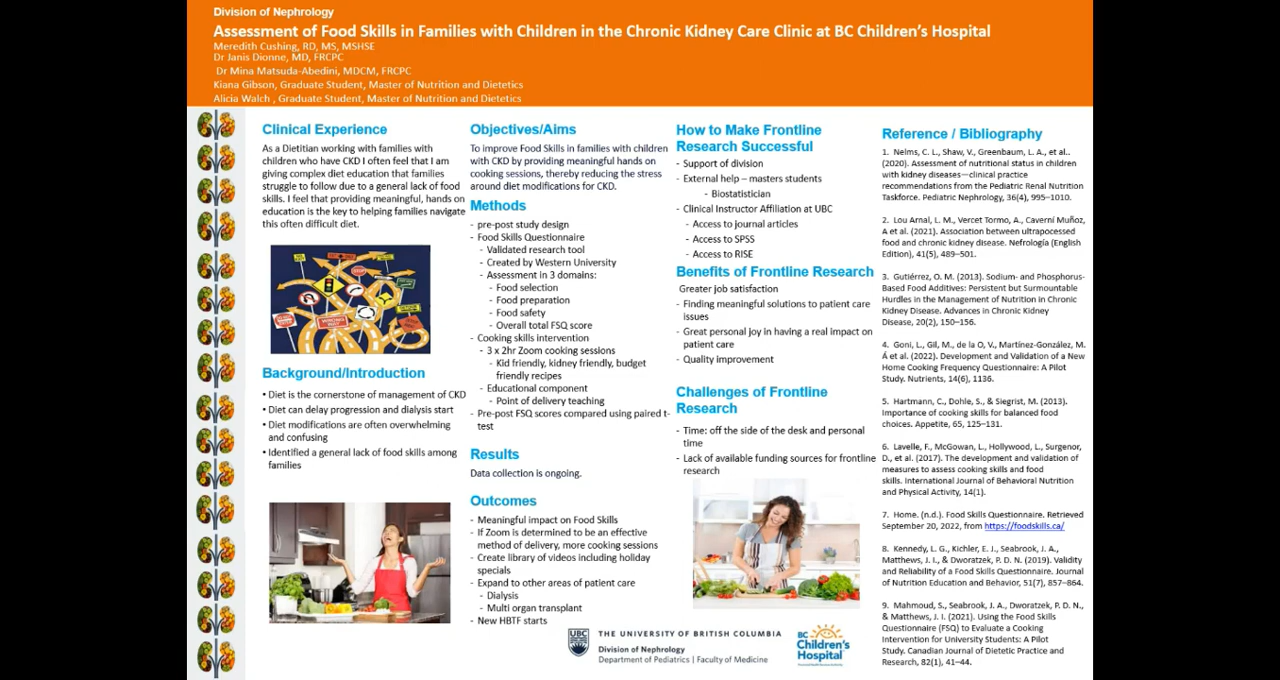 Division of Nephrology
Assessment of Food Skills in Families with Children in the Chronic Kidney Care Clinic at BC Children's Hospital
Meredith Cushing, RD, MS, MSHSE
Dr Janis Dionne, MD, FRCPC
Dr Mina Matsuda-Abedini, MDCM, FRCPC
Kiana Gibson, Graduate Student, Master of Nutrition and Dietetics
Alicia Walch , Graduate Student, Master of Nutrition and Dietetics
Clinical Experience
As a Dietitian working with families with
children who have CKD I often feel that I am
giving complex diet education that families
struggle to follow due to a general lack of food
skills. I feel that providing meaningful, hands on
education is the key to helping families navigate
this often difficult diet.
STOP
WRONG WAY
Background/Introduction
• Diet is the cornerstone of management of CKD
• Diet can delay progression and dialysis start
• Diet modifications are often overwhelming
and confusing
• Identified a general lack of food skills among
families
Objectives/Aims
To improve Food Skills in families with children
with CKD by providing meaningful hands on
cooking sessions, thereby reducing the stress
around diet modifications for CKD.
Methods
- pre-post study design
- Food Skills Questionnaire
- Validated research tool
- Created by Western University
- Assessment in 3 domains:
- Food selection
- Food preparation
- Food safety
- Overall total FSQ score
- Cooking skills intervention
- 3 x 2hr Zoom cooking sessions
- Kid friendly, kidney friendly, budget
friendly recipes
- Educational component
- Point of delivery teaching
- Pre-post FSQ scores compared using paired t-
test
Results
Data collection is ongoing.
Outcomes
- Meaningful impact on Food Skills
- If Zoom is determined to be an effective
method of delivery, more cooking sessions
- Create library of videos including holiday
specials
- Expand to other areas of patient care
- Dialysis
- Multi organ transplant
- New HBTF starts
How to Make Frontline
Research Successful
- Support of division
- External help – masters students
- Biostatistician
- Clinical Instructor Affiliation at UBC
- Access to journal articles
- Access to SPSS
- Access to RISE
Benefits of Frontline Research
Greater job satisfaction
- Finding meaningful solutions to patient care
issues
- Great personal joy in having a real impact on
patient care
- Quality improvement
Challenges of Frontline
Research
- Time: off the side of the desk and personal
time
- Lack of available funding sources for frontline
research
Reference / Bibliography
1. Nelms, C. L., Shaw, V., Greenbaum, L. A., et al..
(2020). Assessment of nutritional status in children
with kidney diseases—clinical practice
recommendations from the Pediatric Renal Nutrition
Taskforce. Pediatric Nephrology, 36(4), 995–1010.
2. Lou Arnal, L. M., Vercet Tormo, A., Caverní Muñoz,
A et al. (2021). Association between ultrapocessed
food and chronic kidney disease. Nefrología (English
Edition), 41(5), 489–501.
3. Gutiérrez, O. M. (2013). Sodium- and Phosphorus-
Based Food Additives: Persistent but Surmountable
Hurdles in the Management of Nutrition in Chronic
Kidney Disease. Advances in Chronic Kidney
Disease, 20(2), 150–156.
4. Goni, L., Gil, M., de la O, V., Martínez-González, M.
Á et al. (2022). Development and Validation of a New
Home Cooking Frequency Questionnaire: A Pilot
Study. Nutrients, 14(6), 1136.
5. Hartmann, C., Dohle, S., & Siegrist, M. (2013).
Importance of cooking skills for balanced food
choices. Appetite, 65, 125–131.
6. Lavelle, F., McGowan, L., Hollywood, L., Surgenor,
D., et al. (2017). The development and validation of
measures to assess cooking skills and food
skills. International Journal of Behavioral Nutrition
and Physical Activity, 14(1).
7. Home. (n.d.). Food Skills Questionnaire. Retrieved
September 20, 2022, from https://foodskills.ca/
8. Kennedy, L. G., Kichler, E. J., Seabrook, J. A.,
Matthews, J. I., & Dworatzek, P. D. N. (2019). Validity
and Reliability of a Food Skills Questionnaire. Journal
of Nutrition Education and Behavior, 51(7), 857–864.
9. Mahmoud, S., Seabrook, J. A., Dworatzek, P. D. N.,
& Matthews, J. I. (2021). Using the Food Skills
Questionnaire (FSQ) to Evaluate a Cooking
Intervention for University Students: A Pilot
Study. Canadian Journal of Dietetic Practice and
Research, 82(1), 41–44.
UBC
THE UNIVERSITY OF BRITISH COLUMBIA
Division of Nephrology
Department of Pediatrics | Faculty of Medicine
BC
Children's
Hospital